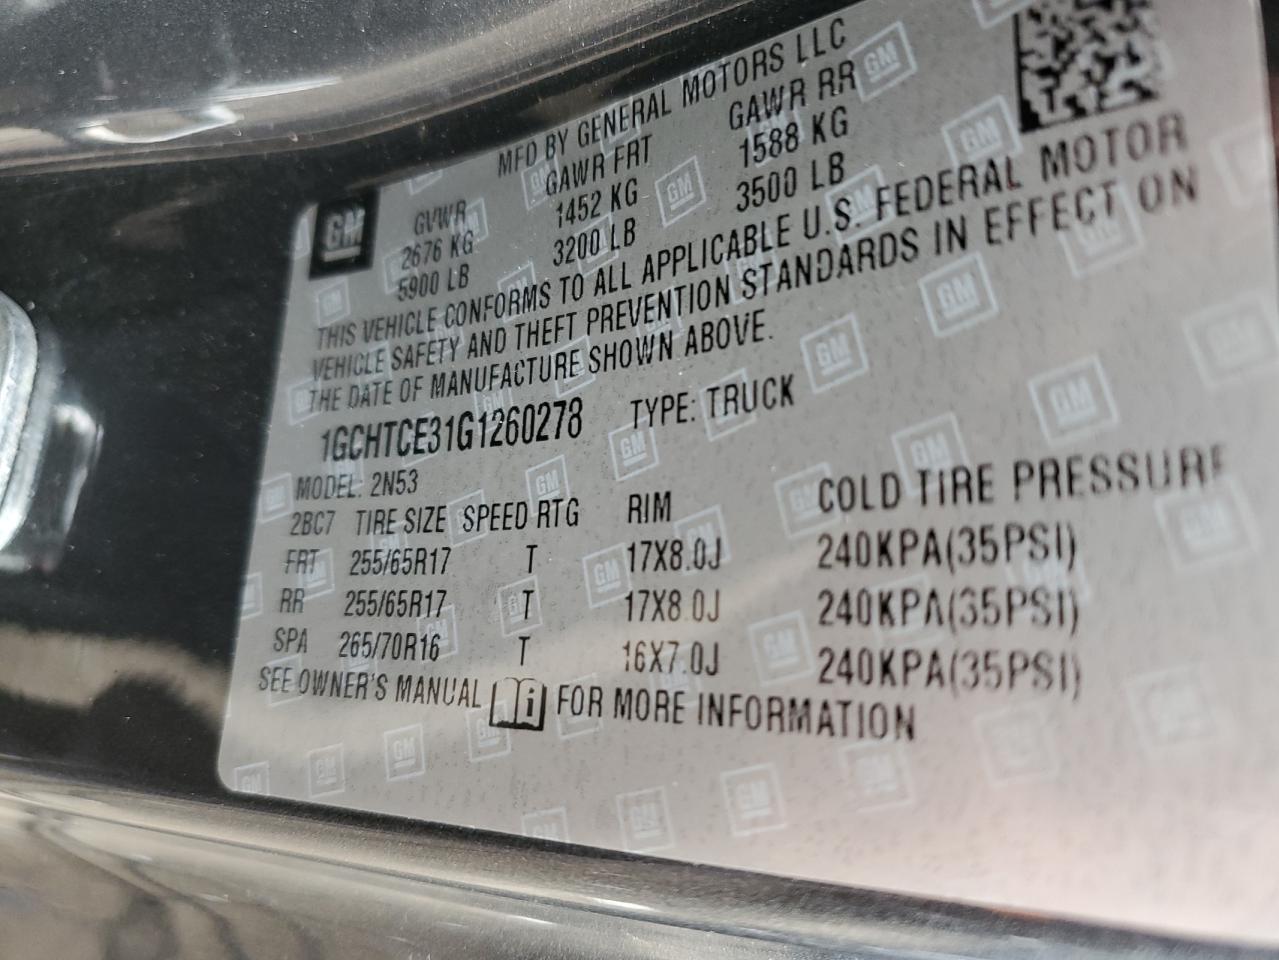 MFD BY GENERAL MOTORS LLC
GM
GVWR GAWR FRT GAWR RR
2676 KG 1452 KG 1588 KG
5900 LB 3200 LB 3500 LB
THIS VEHICLE CONFORMS TO ALL APPLICABLE U.S. FEDERAL MOTOR
VEHICLE SAFETY AND THEFT PREVENTION STANDARDS IN EFFECT ON
THE DATE OF MANUFACTURE SHOWN ABOVE.
1GCHTCE31G1260278 TYPE: TRUCK
MODEL: 2N53
2BC7 TIRE SIZE SPEED RTG RIM COLD TIRE PRESSURE
FRT 255/65R17 T 17X8.0J 240KPA(35PSI)
RR 255/65R17 T 17X8.0J 240KPA(35PSI)
SPA 265/70R16 T 16X7.0J 240KPA(35PSI)
SEE OWNER'S MANUAL i FOR MORE INFORMATION